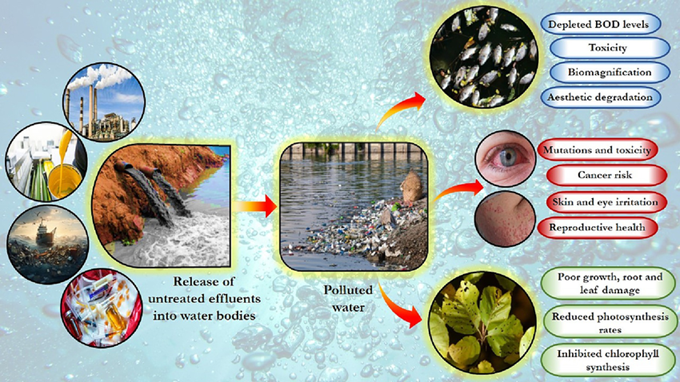 Depleted BOD levels
Toxicity
Biomagnification
Aesthetic degradation
Mutations and toxicity
Cancer risk
Skin and eye irritation
Reproductive health
Release of
untreated effluents
into water bodies
Polluted
water
Poor growth, root and
leaf damage
Reduced photosynthesis
rates
Inhibited chlorophyll
synthesis